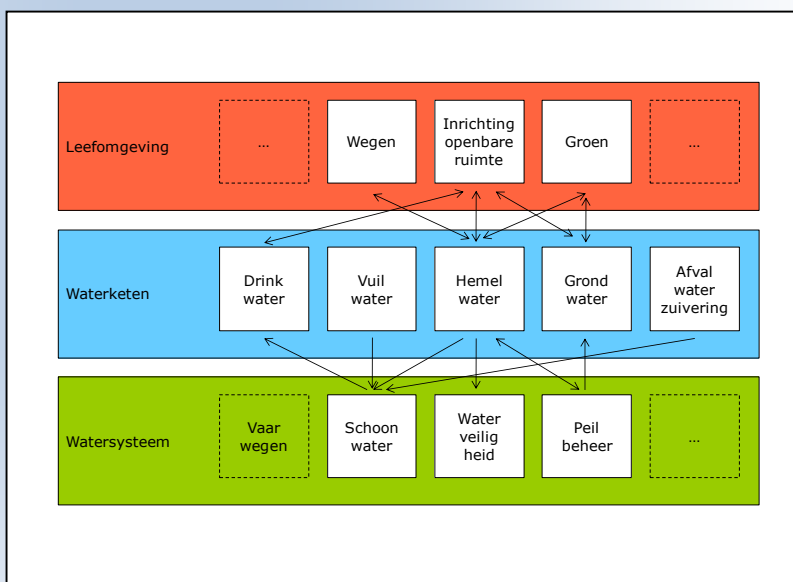 Leefomgeving
...
Wegen
Inrichting
openbare
ruimte
Groen
...
Waterketen
Drink
water
Vuil
water
Hemel
water
Grond
water
Afval
water
zuivering
Watersysteem
Vaar
wegen
Schoon
water
Water
veilig
heid
Peil
beheer
...